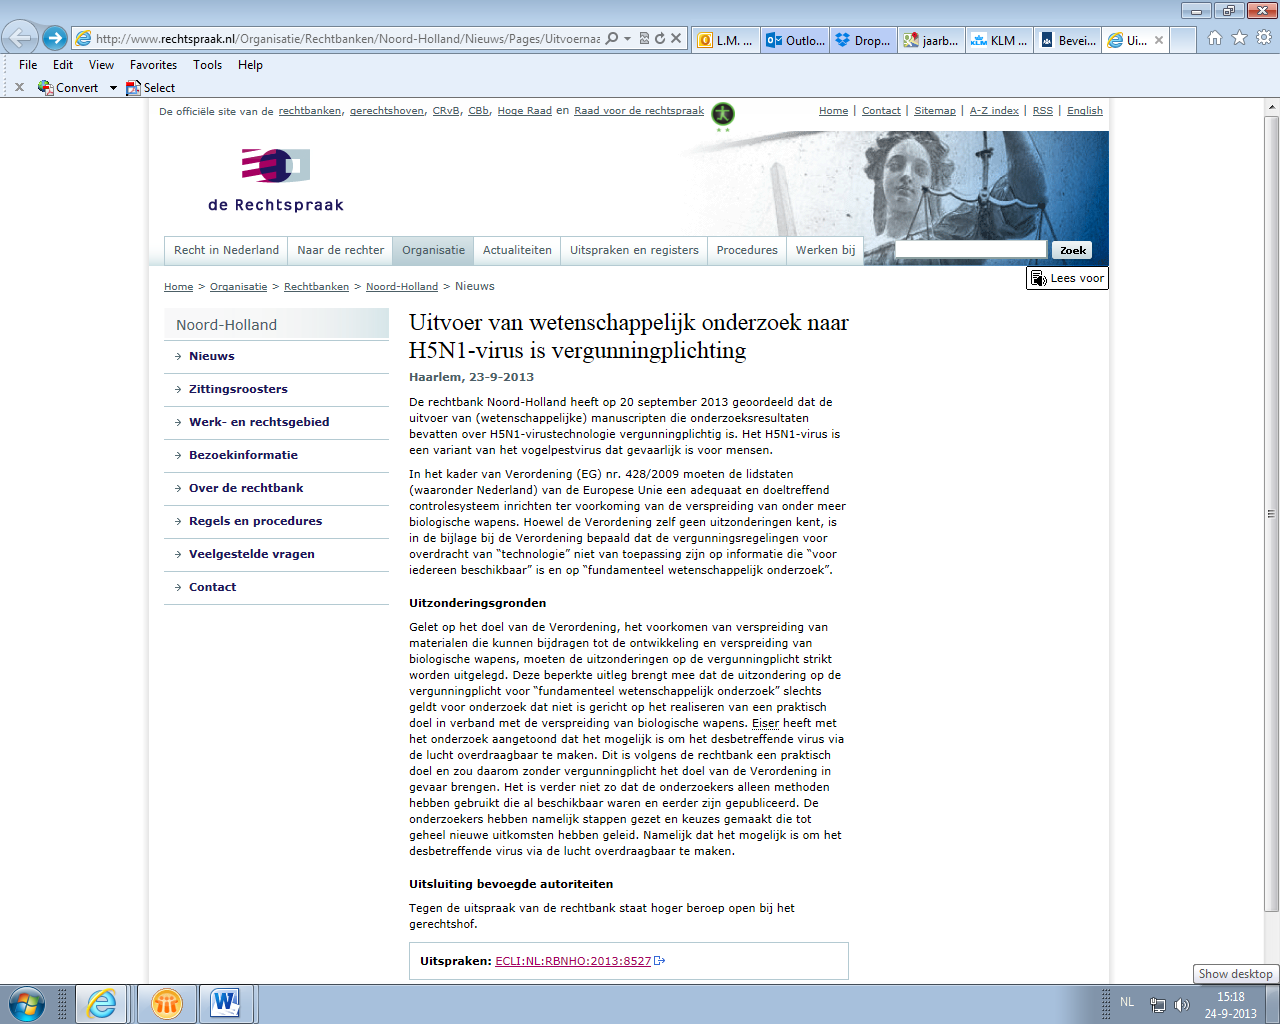 http://www.rechtspraak.nl/Organisatie/Rechtbanken/Noord-Holland/Nieuws/Pages/Uitvoernaa
L.M. ...
Outlo...
Drop...
jaarb...
KLM ...
Bevei...
Ui...
File Edit View Favorites Tools Help
Convert Select
De officiële site van de rechtbanken, gerechtshoven, CRvB, CBb, Hoge Raad en Raad voor de rechtspraak
Home | Contact | Sitemap | A-Z index | RSS | English
de Rechtspraak
Recht in Nederland
Naar de rechter
Organisatie
Actualiteiten
Uitspraken en registers
Procedures
Werken bij
Zoek
Lees voor
Home > Organisatie > Rechtbanken > Noord-Holland > Nieuws
Noord-Holland
Nieuws
Zittingsroosters
Werk- en rechtsgebied
Bezoekinformatie
Over de rechtbank
Regels en procedures
Veelgestelde vragen
Contact
Uitvoer van wetenschappelijk onderzoek naar
H5N1-virus is vergunningplichting
Haarlem, 23-9-2013
De rechtbank Noord-Holland heeft op 20 september 2013 geoordeeld dat de
uitvoer van (wetenschappelijke) manuscripten die onderzoeksresultaten
bevatten over H5N1-virustechnologie vergunningplichtig is. Het H5N1-virus is
een variant van het vogelpestvirus dat gevaarlijk is voor mensen.
In het kader van Verordening (EG) nr. 428/2009 moeten de lidstaten
(waaronder Nederland) van de Europese Unie een adequaat en doeltreffend
controlesysteem inrichten ter voorkoming van de verspreiding van onder meer
biologische wapens. Hoewel de Verordening zelf geen uitzonderingen kent, is
in de bijlage bij de Verordening bepaald dat de vergunningsregelingen voor
overdracht van “technologie” niet van toepassing zijn op informatie die “voor
iedereen beschikbaar” is en op “fundamenteel wetenschappelijk onderzoek”.
Uitzonderingsgronden
Gelet op het doel van de Verordening, het voorkomen van verspreiding van
materialen die kunnen bijdragen tot de ontwikkeling en verspreiding van
biologische wapens, moeten de uitzonderingen op de vergunningplicht strikt
worden uitgelegd. Deze beperkte uitleg brengt mee dat de uitzondering op de
vergunningplicht voor “fundamenteel wetenschappelijk onderzoek” slechts
geldt voor onderzoek dat niet is gericht op het realiseren van een praktisch
doel in verband met de verspreiding van biologische wapens. Eiser heeft met
het onderzoek aangetoond dat het mogelijk is om het desbetreffende virus via
de lucht overdraagbaar te maken. Dit is volgens de rechtbank een praktisch
doel en zou daarom zonder vergunningplicht het doel van de Verordening in
gevaar brengen. Het is verder niet zo dat de onderzoekers alleen methoden
hebben gebruikt die al beschikbaar waren en eerder zijn gepubliceerd. De
onderzoekers hebben namelijk stappen gezet en keuzes gemaakt die tot
geheel nieuwe uitkomsten hebben geleid. Namelijk dat het mogelijk is om het
desbetreffende virus via de lucht overdraagbaar te maken.
Uitsluiting bevoegde autoriteiten
Tegen de uitspraak van de rechtbank staat hoger beroep open bij het
gerechtshof.
Uitspraken: ECLI:NL:RBNHO:2013:8527
Show desktop
NL
15:18
24-9-2013